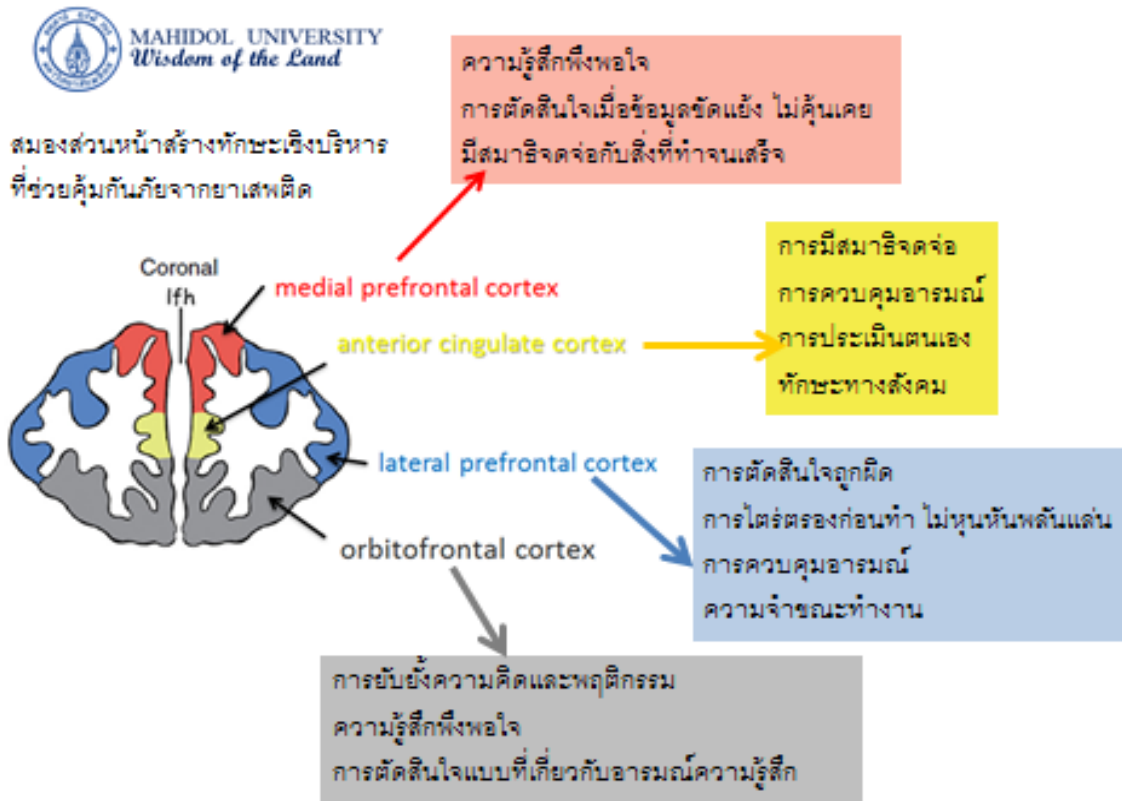 MAHIDOL UNIVERSITY
Wisdom of the Land
สมองส่วนหน้าสร้างทักษะเชิงบริหาร
ที่ช่วยคุ้มกันภัยจากยาเสพติด
ความรู้สึกพึงพอใจ
การตัดสินใจเมื่อข้อมูลขัดแย้ง ไม่คุ้นเคย
มีสมาธิจดจ่อกับสิ่งที่ทำจนเสร็จ
Coronal
Ifh
medial prefrontal cortex
anterior cingulate cortex
การมีสมาธิจดจ่อ
การควบคุมอารมณ์
การประเมินตนเอง
ทักษะทางสังคม
lateral prefrontal cortex
การตัดสินใจถูกผิด
การไตร่ตรองก่อนทำ ไม่หุนหันพลันแล่น
การควบคุมอารมณ์
ความจำขณะทำงาน
orbitofrontal cortex
การยับยั้งความคิดและพฤติกรรม
ความรู้สึกพึงพอใจ
การตัดสินใจแบบที่เกี่ยวกับอารมณ์ความรู้สึก